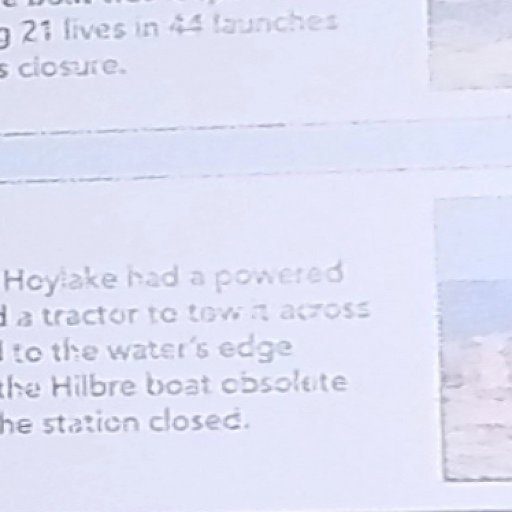 21 lives in 44 launches
closure.
Hoylake had a powered
a tractor to tow it across
to the water's edge
the Hilbre boat obsolete
he station closed.